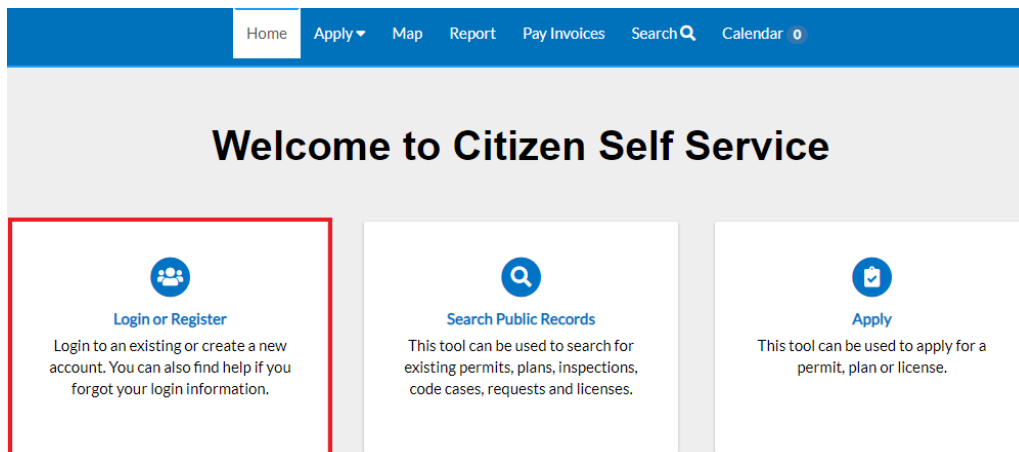 Home Apply Map Report Pay Invoices Search Calendar 0
Welcome to Citizen Self Service
Login or Register
Login to an existing or create a new
account. You can also find help if you
forgot your login information.
Search Public Records
This tool can be used to search for
existing permits, plans, inspections,
code cases, requests and licenses.
Apply
This tool can be used to apply for a
permit, plan or license.